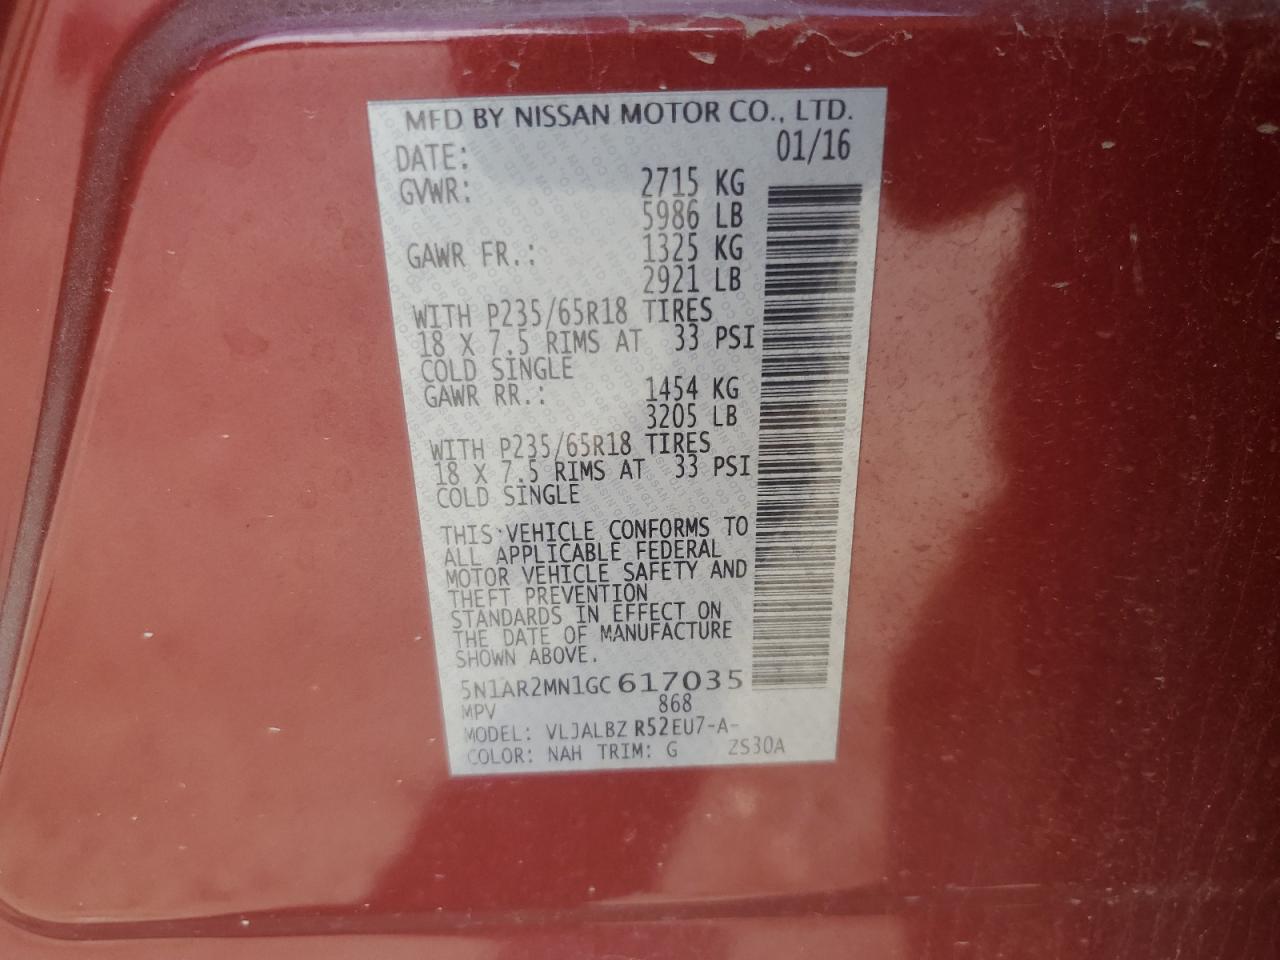 MFD BY NISSAN MOTOR CO., LTD.
DATE: 01/16
GVWR: 2715 KG
5986 LB
GAWR FR.: 1325 KG
2921 LB
WITH P235/65R18 TIRES
18 X 7.5 RIMS AT 33 PSI
COLD SINGLE
GAWR RR.: 1454 KG
3205 LB
WITH P235/65R18 TIRES
18 X 7.5 RIMS AT 33 PSI
COLD SINGLE
THIS VEHICLE CONFORMS TO
ALL APPLICABLE FEDERAL
MOTOR VEHICLE SAFETY AND
THEFT PREVENTION
STANDARDS IN EFFECT ON
THE DATE OF MANUFACTURE
SHOWN ABOVE.
5N1AR2MN1GC617035
MPV 868
MODEL: VLJALBZ R52EU7-A-
COLOR: NAH TRIM: G ZS30A